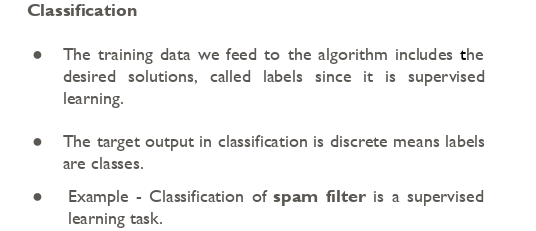 Classification
● The training data we feed to the algorithm includes the
desired solutions, called labels since it is supervised
learning.
● The target output in classification is discrete means labels
are classes.
● Example - Classification of spam filter is a supervised
learning task.